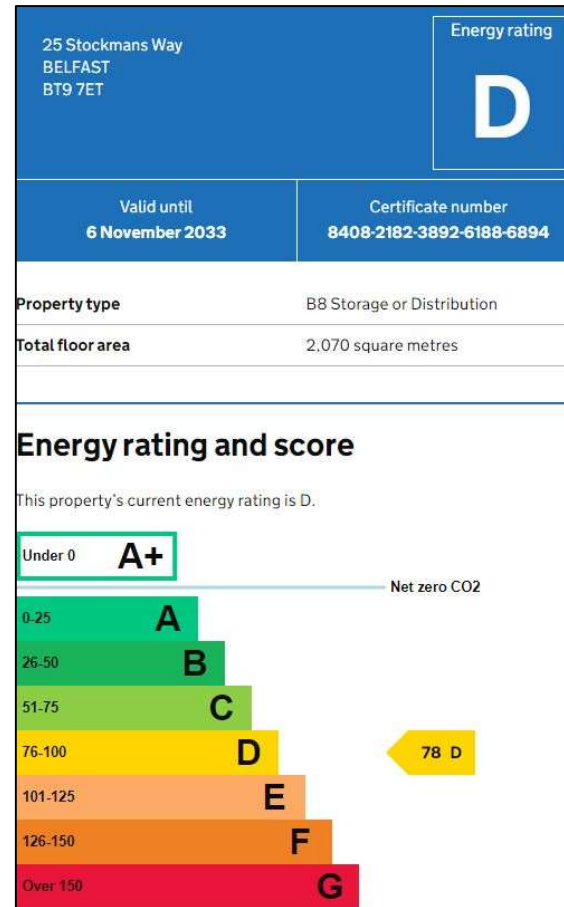 25 Stockmans Way
BELFAST
BT9 7ET
Energy rating
D
Valid until
6 November 2033
Certificate number
8408-2182-3892-6188-6894
Property type B8 Storage or Distribution
Total floor area 2,070 square metres
Energy rating and score
This property's current energy rating is D.
Under 0 A+
Net zero CO2
0-25 A
26-50 B
51-75 C
76-100 D 78 D
101-125 E
126-150 F
Over 150 G